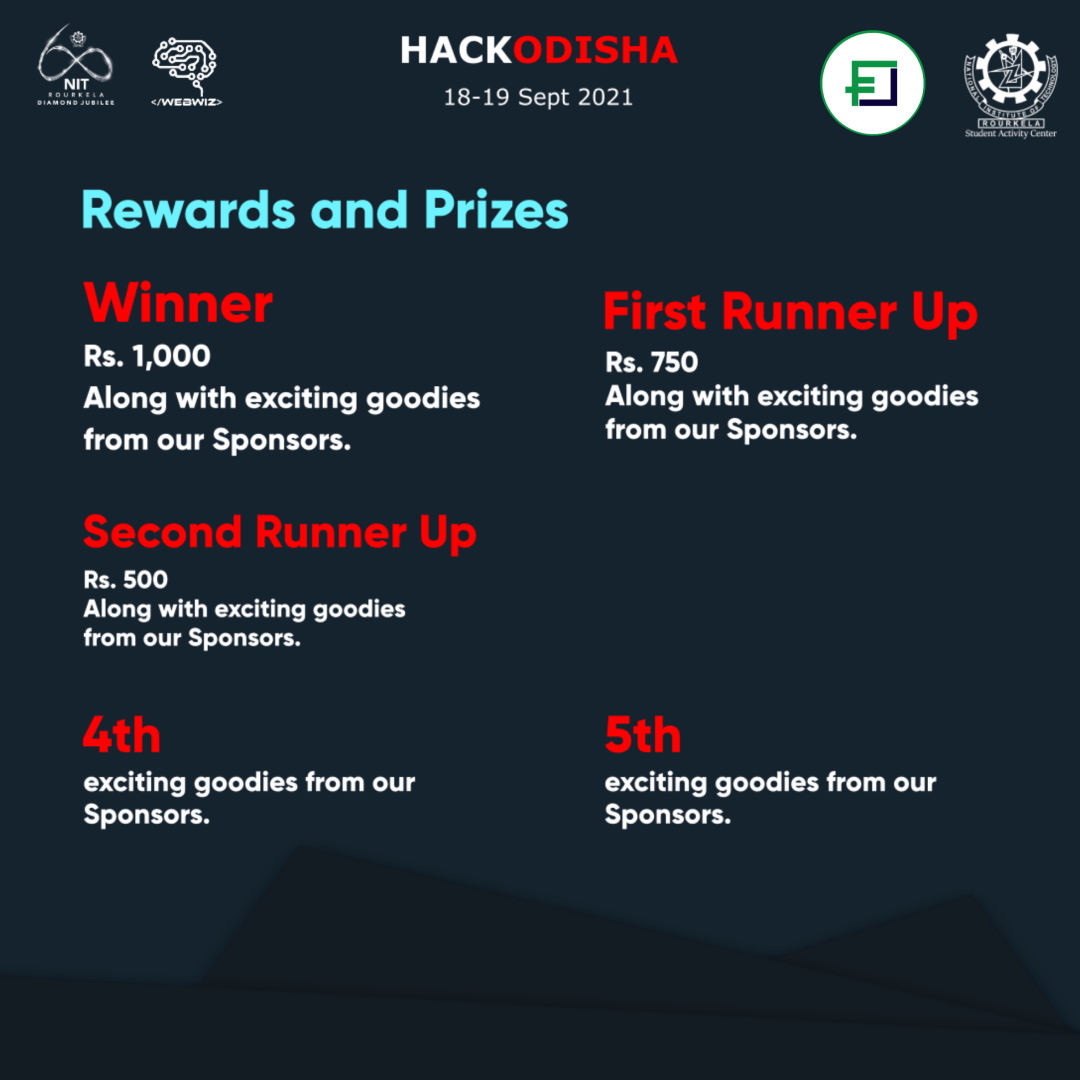 NIT
ROURKELA
DIAMOND JUBILEE
</WEBWIZ>
HACKODISHA
18-19 Sept 2021
NATIONAL INSTITUTE OF TECHNOLOGY
ROURKELA
Student Activity Center
Rewards and Prizes
Winner
Rs. 1,000
Along with exciting goodies
from our Sponsors.
First Runner Up
Rs. 750
Along with exciting goodies
from our Sponsors.
Second Runner Up
Rs. 500
Along with exciting goodies
from our Sponsors.
4th
exciting goodies from our
Sponsors.
5th
exciting goodies from our
Sponsors.